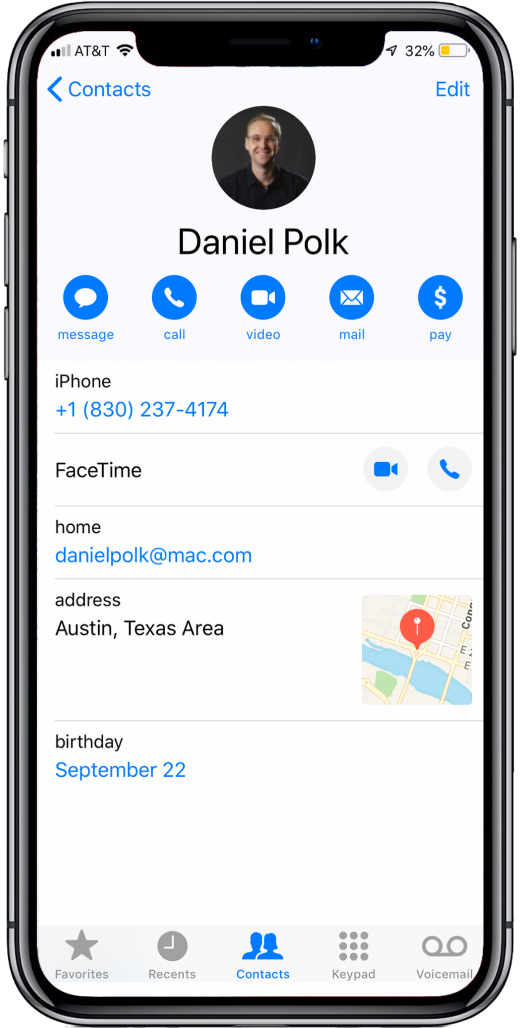 AT&T 32%
Contacts Edit
Daniel Polk
message call video mail pay
iPhone
+1 (830) 237-4174
FaceTime
home
danielpolk@mac.com
address
Austin, Texas Area
birthday
September 22
Favorites Recents Contacts Keypad Voicemail